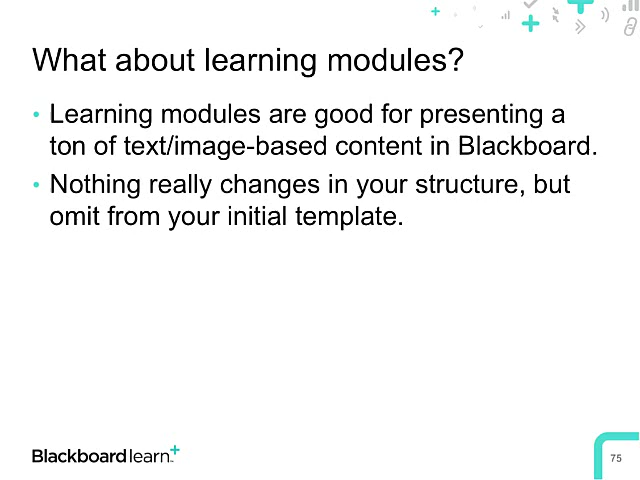 What about learning modules?
• Learning modules are good for presenting a
ton of text/image-based content in Blackboard.
• Nothing really changes in your structure, but
omit from your initial template.
Blackboard learn+
75